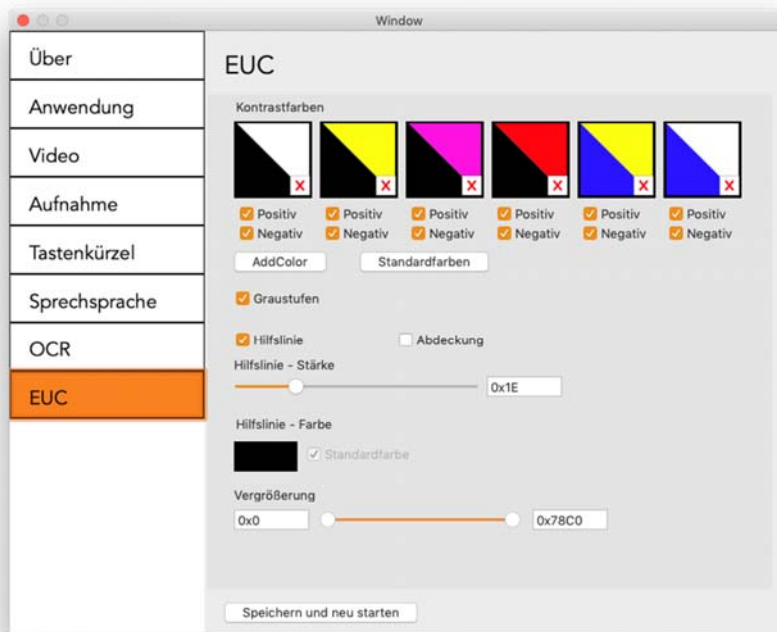 Window
Über
Anwendung
Video
Aufnahme
Tastenkürzel
Sprechsprache
OCR
EUC
EUC
Kontrastfarben
X X X X X X
Positiv Positiv Positiv Positiv Positiv Positiv
Negativ Negativ Negativ Negativ Negativ Negativ
AddColor Standardfarben
Graustufen
Hilfslinie Abdeckung
Hilfslinie - Stärke
0x1E
Hilfslinie - Farbe
Standardfarbe
Vergrößerung
0x0 0x78C0
Speichern und neu starten